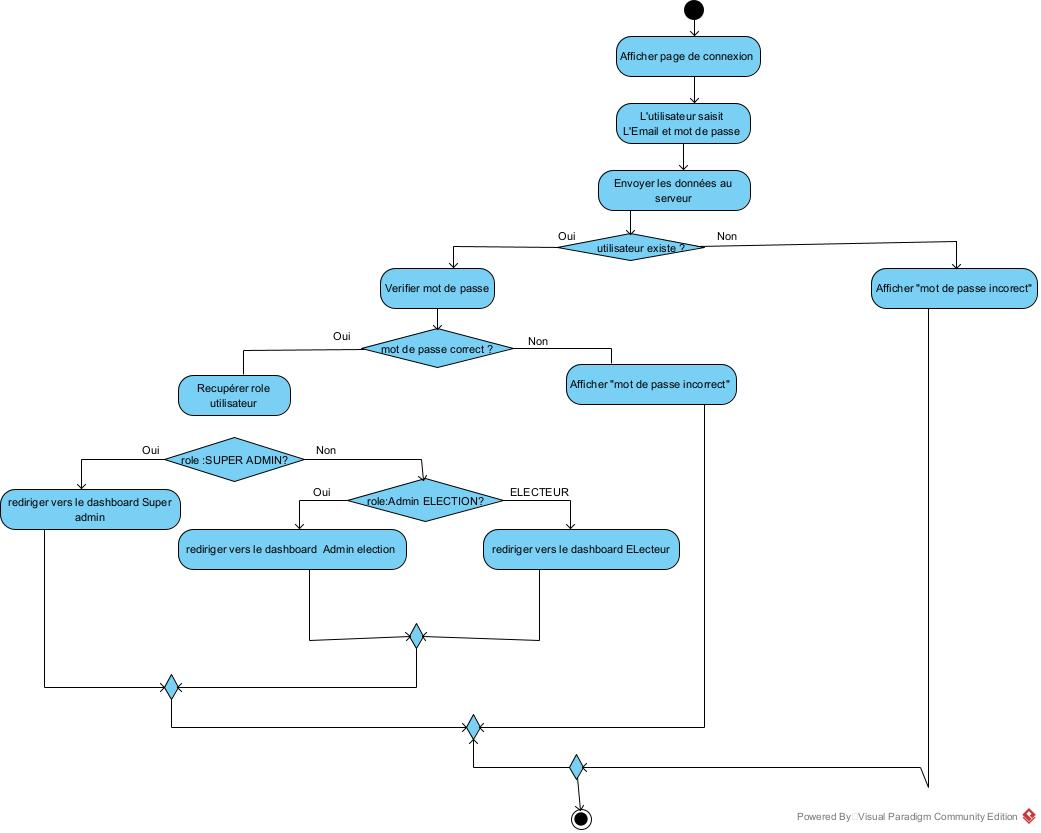 Afficher page de connexion
L'utilisateur saisit
L'Email et mot de passe
Envoyer les données au
serveur
Oui
utilisateur existe ?
Non
Verifier mot de passe
Afficher "mot de passe incorect"
Oui
mot de passe correct ?
Non
Recupérer role
utilisateur
Afficher "mot de passe incorrect"
Oui
role :SUPER ADMIN?
Non
rediriger vers le dashboard Super
admin
Oui
role:Admin ELECTION?
ELECTEUR
rediriger vers le dashboard  Admin election
rediriger vers le dashboard ELecteur
Powered By: Visual Paradigm Community Edition